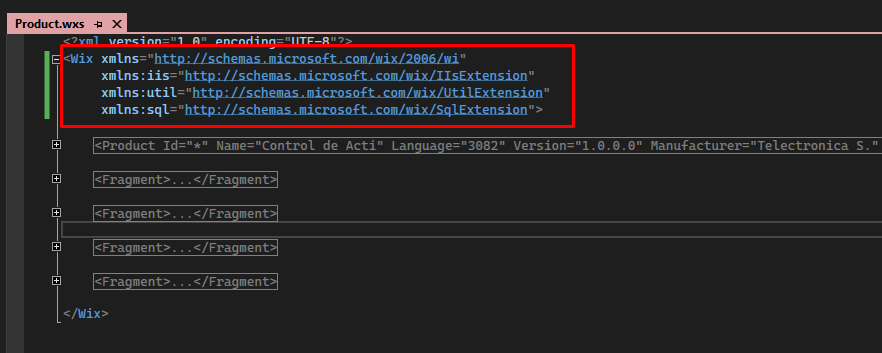 Product.wxs
<?xml version="1.0" encoding="UTF-8"?>
<Wix xmlns="http://schemas.microsoft.com/wix/2006/wi"
xmlns:iis="http://schemas.microsoft.com/wix/IIsExtension"
xmlns:util="http://schemas.microsoft.com/wix/UtilExtension"
xmlns:sql="http://schemas.microsoft.com/wix/SqlExtension">
<Product Id="*" Name="Control de Acti" Language="3082" Version="1.0.0.0" Manufacturer="Telectronica S."
<Fragment>...</Fragment>
<Fragment>...</Fragment>
<Fragment>...</Fragment>
<Fragment>...</Fragment>
</Wix>